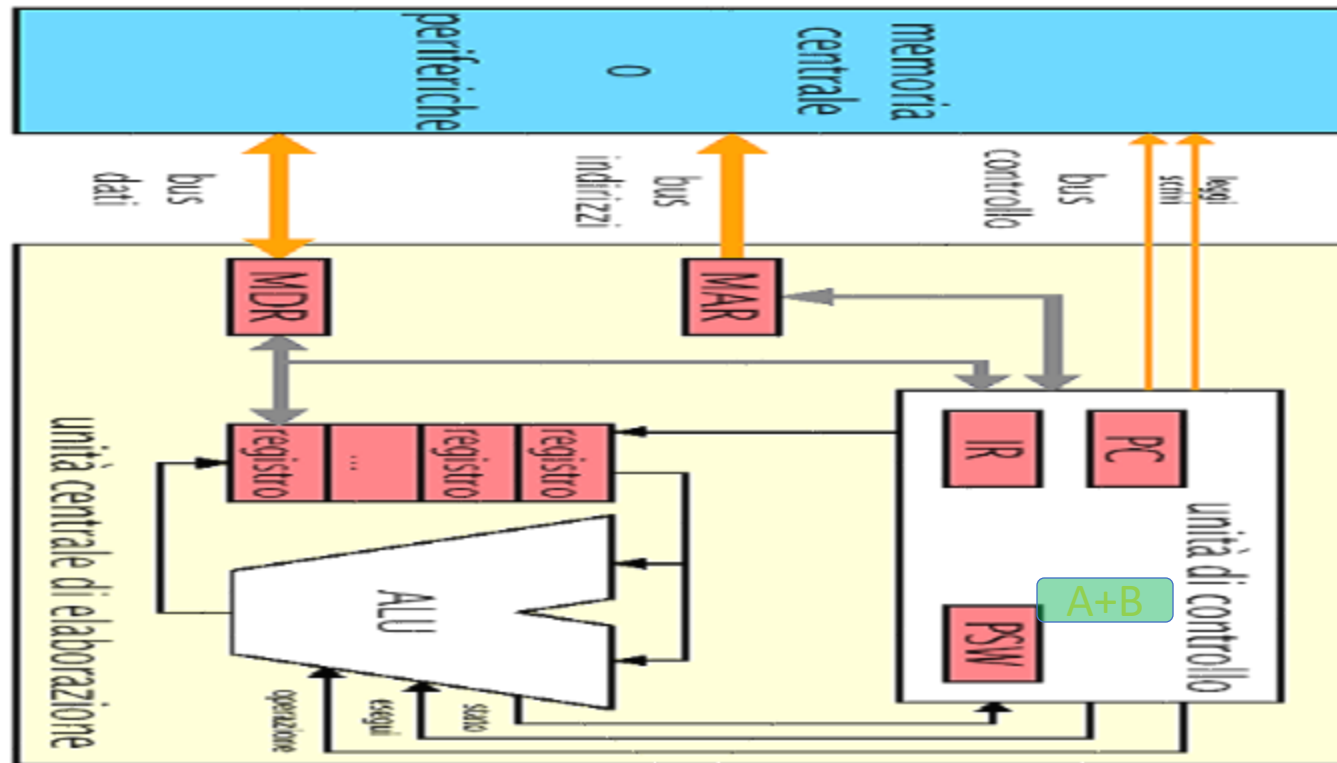 memoria
centrale
o
periferiche
leggi
scrivi
bus
controllo
bus
indirizzi
bus
dati
MAR
MDR
PC
IR
unità di controllo
A+B
PSW
registro
registro
...
registro
ALU
stato
esegui
operazione
unità centrale di elaborazione